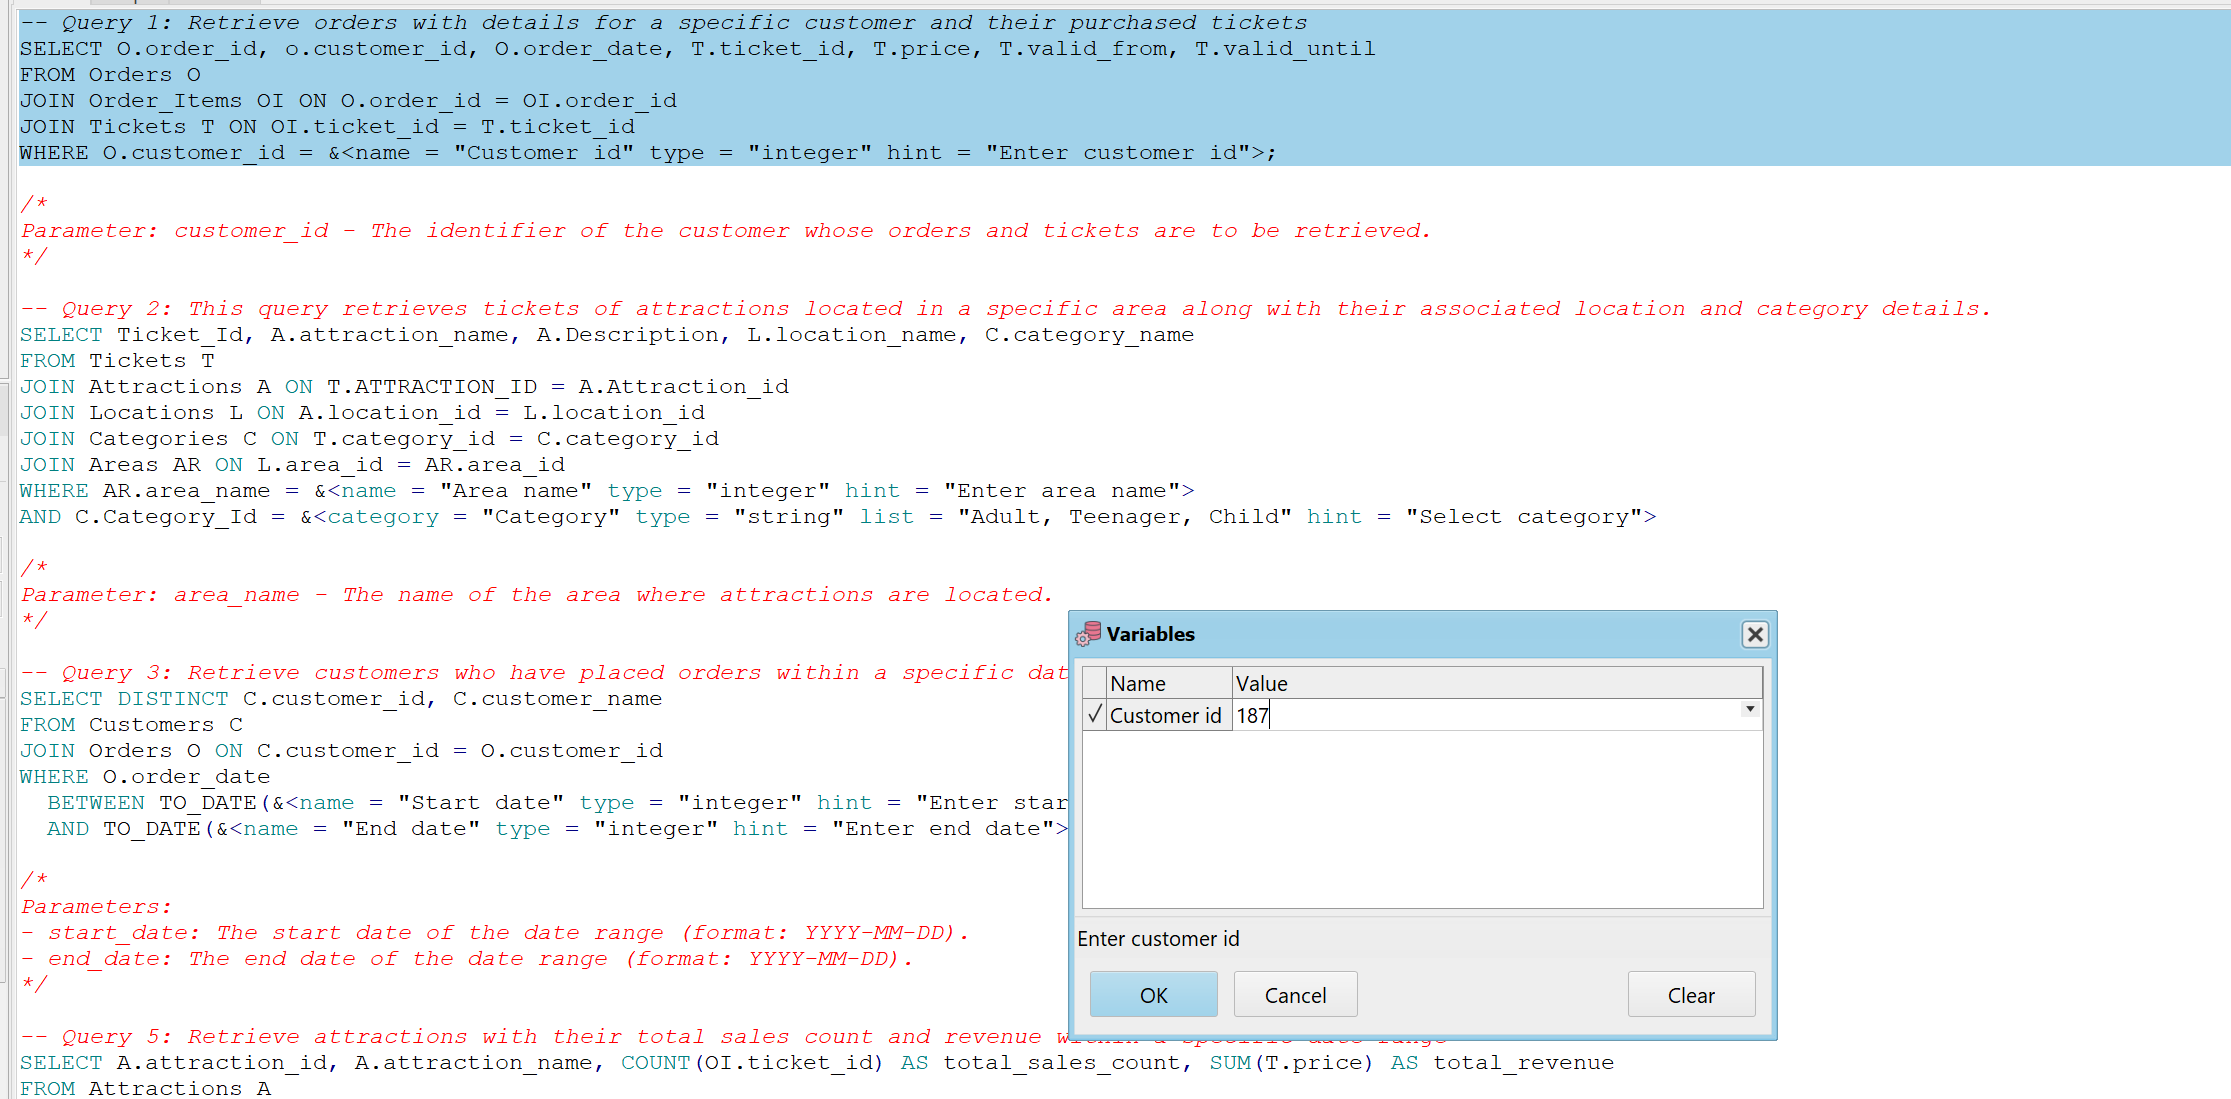 -- Query 1: Retrieve orders with details for a specific customer and their purchased tickets
SELECT O.order_id, o.customer_id, O.order_date, T.ticket_id, T.price, T.valid_from, T.valid_until
FROM Orders O
JOIN Order_Items OI ON O.order_id = OI.order_id
JOIN Tickets T ON OI.ticket_id = T.ticket_id
WHERE O.customer_id = &<name = "Customer id" type = "integer" hint = "Enter customer id">;
/*
Parameter: customer_id - The identifier of the customer whose orders and tickets are to be retrieved.
*/
-- Query 2: This query retrieves tickets of attractions located in a specific area along with their associated location and category details.
SELECT Ticket_Id, A.attraction_name, A.Description, L.location_name, C.category_name
FROM Tickets T
JOIN Attractions A ON T.ATTRACTION_ID = A.Attraction_id
JOIN Locations L ON A.location_id = L.location_id
JOIN Categories C ON T.category_id = C.category_id
JOIN Areas AR ON L.area_id = AR.area_id
WHERE AR.area_name = &<name = "Area name" type = "integer" hint = "Enter area name">
AND C.Category_Id = &<category = "Category" type = "string" list = "Adult, Teenager, Child" hint = "Select category">
/*
Parameter: area_name - The name of the area where attractions are located.
*/
-- Query 3: Retrieve customers who have placed orders within a specific dat
SELECT DISTINCT C.customer_id, C.customer_name
FROM Customers C
JOIN Orders O ON C.customer_id = O.customer_id
WHERE O.order_date
BETWEEN TO_DATE(&<name = "Start date" type = "integer" hint = "Enter star
AND TO_DATE(&<name = "End date" type = "integer" hint = "Enter end date">
/*
Parameters:
- start_date: The start date of the date range (format: YYYY-MM-DD).
- end_date: The end date of the date range (format: YYYY-MM-DD).
*/
-- Query 5: Retrieve attractions with their total sales count and revenue within a specific date range
SELECT A.attraction_id, A.attraction_name, COUNT(OI.ticket_id) AS total_sales_count, SUM(T.price) AS total_revenue
FROM Attractions A
Variables
Name Value
Customer id 187
Enter customer id
OK Cancel Clear